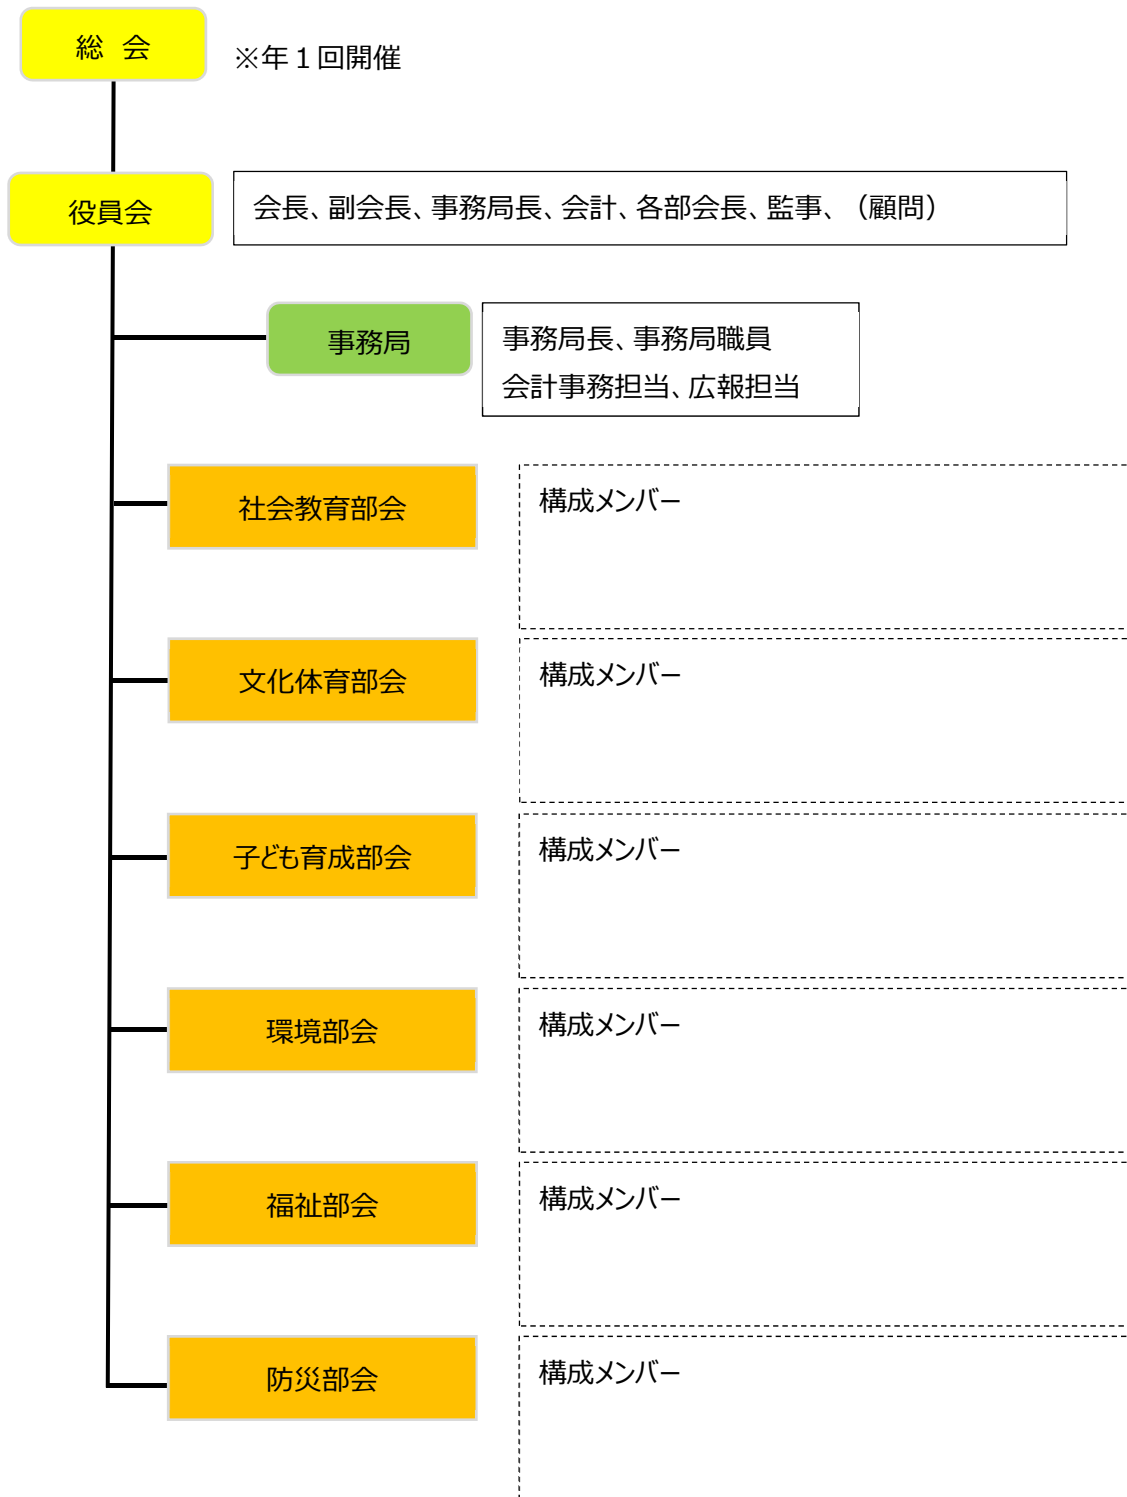 総 会
※年１回開催
役員会
会長、副会長、事務局長、会計、各部会長、監事、（顧問）
事務局
事務局長、事務局職員
会計事務担当、広報担当
社会教育部会
構成メンバー
文化体育部会
構成メンバー
子ども育成部会
構成メンバー
環境部会
構成メンバー
福祉部会
構成メンバー
防災部会
構成メンバー